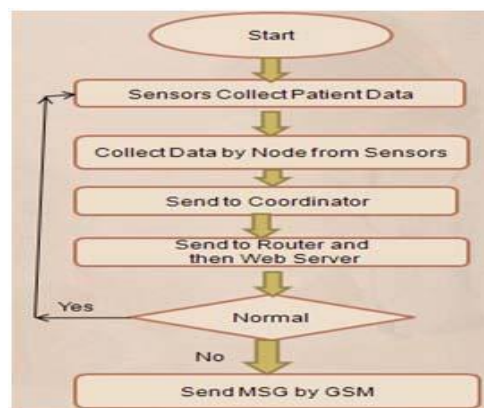 Start
Sensors Collect Patient Data
Collect Data by Node from Sensors
Send to Coordinator
Send to Router and
then Web Server
Yes
Normal
No
Send MSG by GSM